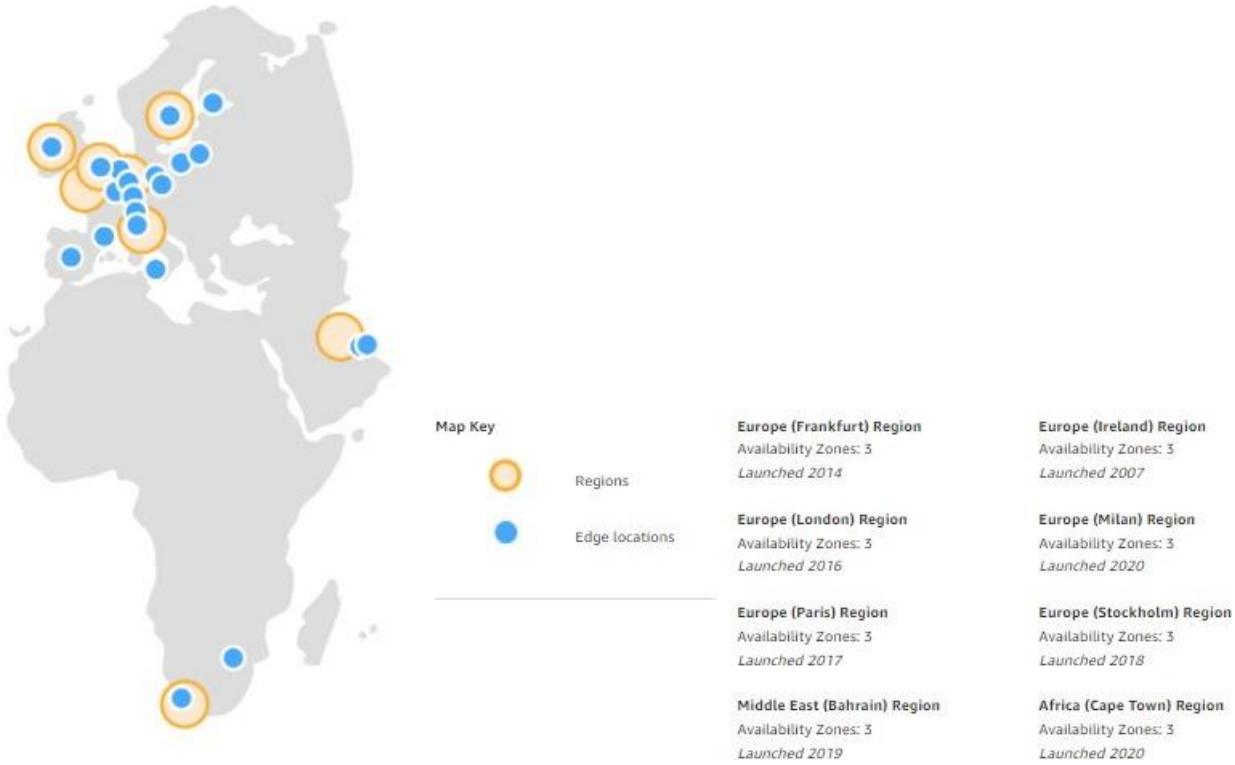 Map Key
Regions
Edge locations
Europe (Frankfurt) Region
Availability Zones: 3
Launched 2014
Europe (Ireland) Region
Availability Zones: 3
Launched 2007
Europe (London) Region
Availability Zones: 3
Launched 2016
Europe (Milan) Region
Availability Zones: 3
Launched 2020
Europe (Paris) Region
Availability Zones: 3
Launched 2017
Europe (Stockholm) Region
Availability Zones: 3
Launched 2018
Middle East (Bahrain) Region
Availability Zones: 3
Launched 2019
Africa (Cape Town) Region
Availability Zones: 3
Launched 2020